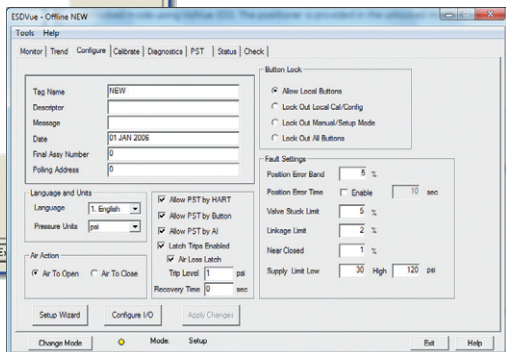 ESDVue - Offline NEW
Tools Help
Monitor Trend Configure Calibrate Diagnostics PST Status Check
Tag Name NEW
Descriptor
Message
Date 01 JAN 2006
Final Assy Number 0
Polling Address 0
Button Lock
Allow Local Buttons
Lock Out Local Cal/Config
Lock Out Manual/Setup Mode
Lock Out All Buttons
Language and Units
Language 1. English
Pressure Units psi
Air Action
Air To Open Air To Close
Allow PST by HART
Allow PST by Button
Allow PST by AI
Latch Trips Enabled
Air Loss Latch
Trip Level 1 psi
Recovery Time 0 sec
Fault Settings
Position Error Band 5 %
Position Error Time Enable 10 sec
Valve Stuck Limit 5 %
Linkage Limit 2 %
Near Closed 1 %
Supply Limit Low 30 High 120 psi
Setup Wizard Configure I/O Apply Changes
Change Mode Mode: Setup Exit Help